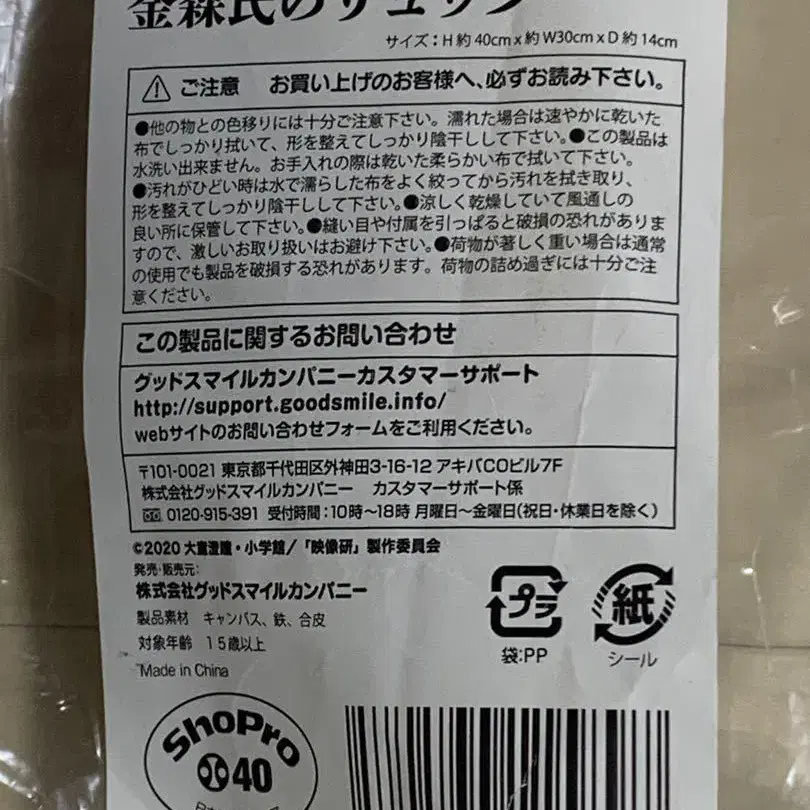 金森氏のリュック
サイズ：H 約 40cm x 約 W30cm x D 約 14cm
ご注意 お買い上げのお客様へ、必ずお読み下さい。
●他の物との色移りには十分ご注意下さい。濡れた場合は速やかに乾いた
布でしっかり拭いて、形を整えてしっかり陰干しして下さい。●この製品は
水洗い出来ません。お手入れの際は乾いた柔らかい布で拭いて下さい。
●汚れがひどい時は水で濡らした布をよく絞ってから汚れを拭き取り、
形を整えてしっかり陰干しして下さい。●涼しく乾燥していて風通しの
良い所に保管して下さい。●縫い目や付属を引っぱると破損の恐れがありま
すので、激しいお取り扱いはお避け下さい。●荷物が著しく重い場合は通常
の使用でも製品を破損する恐れがあります。荷物の詰め過ぎには十分ご注
意ください。
この製品に関するお問い合わせ
グッドスマイルカンパニーカスタマーサポート
http://support.goodsmile.info/
webサイトのお問い合わせフォームをご利用ください。
〒101-0021 東京都千代田区外神田3-16-12 アキバCOビル7F
株式会社グッドスマイルカンパニー カスタマーサポート係
0120-915-391 受付時間：10時〜18時 月曜日〜金曜日(祝日・休業日を除く)
©2020 大童澄瞳・小学館/「映像研」製作委員会
発売・販売元：
株式会社グッドスマイルカンパニー
製品素材 キャンバス、鉄、合皮
対象年齢 15歳以上
Made in China
プラ
袋:PP
紙
シール
ShoPro
40